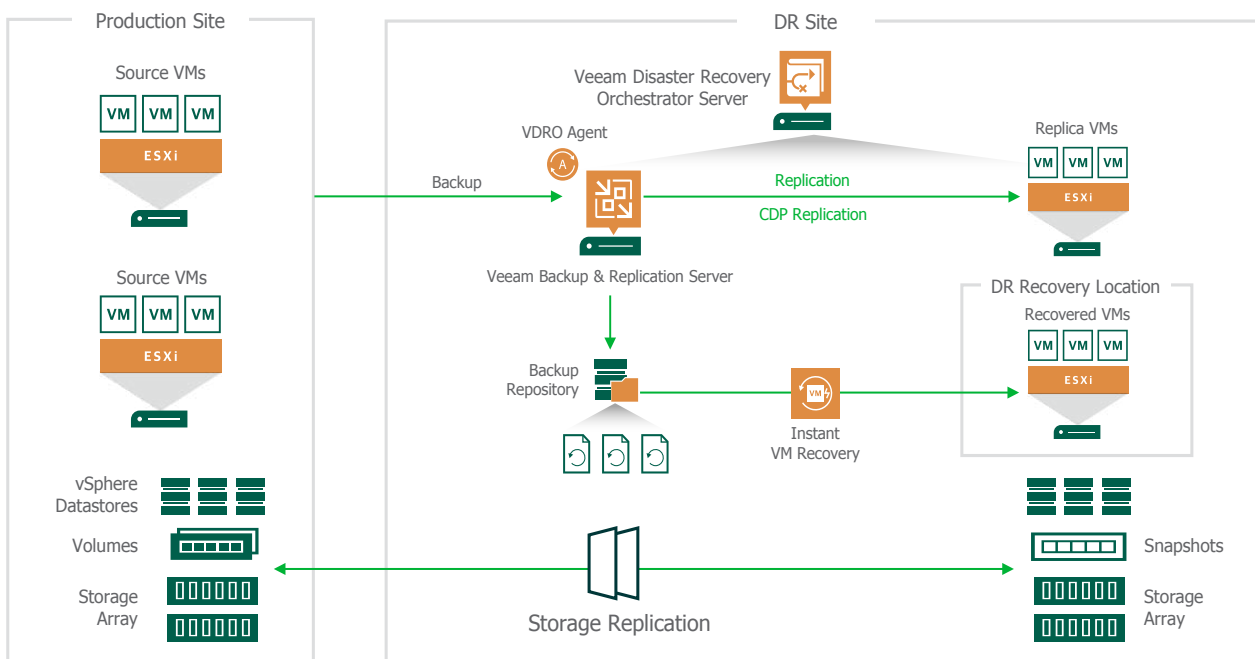 Production Site
Source VMs
VM VM VM
ESXi
Source VMs
VM VM VM
ESXi
vSphere
Datastores
Volumes
Storage
Array
Backup
DR Site
Veeam Disaster Recovery
Orchestrator Server
VDRO Agent
A
Replication
CDP Replication
Veeam Backup & Replication Server
Replica VMs
VM VM VM
ESXi
Backup
Repository
VM
Instant
VM Recovery
DR Recovery Location
Recovered VMs
VM VM VM
ESXi
Storage Replication
Snapshots
Storage
Array